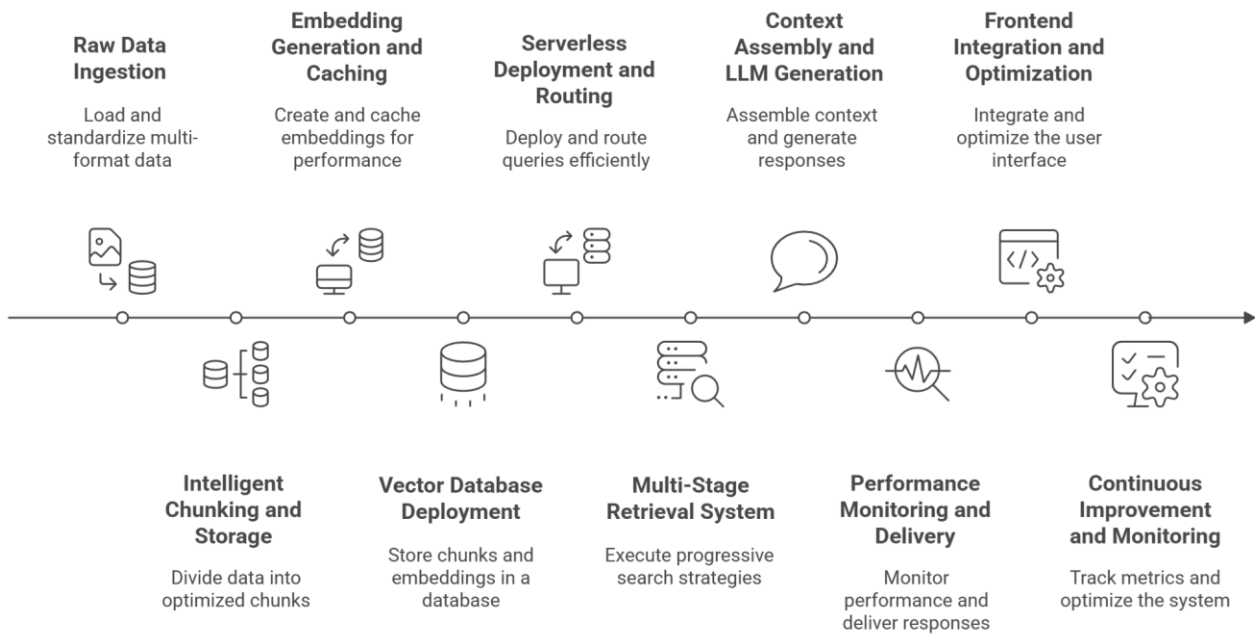 Raw Data
Ingestion
Load and
standardize multi-
format data
Embedding
Generation and
Caching
Create and cache
embeddings for
performance
Serverless
Deployment and
Routing
Deploy and route
queries efficiently
Context
Assembly and
LLM Generation
Assemble context
and generate
responses
Frontend
Integration and
Optimization
Integrate and
optimize the user
interface
</>
Intelligent
Chunking and
Storage
Divide data into
optimized chunks
Vector Database
Deployment
Store chunks and
embeddings in a
database
Multi-Stage
Retrieval System
Execute progressive
search strategies
Performance
Monitoring and
Delivery
Monitor
performance and
deliver responses
Continuous
Improvement
and Monitoring
Track metrics and
optimize the system